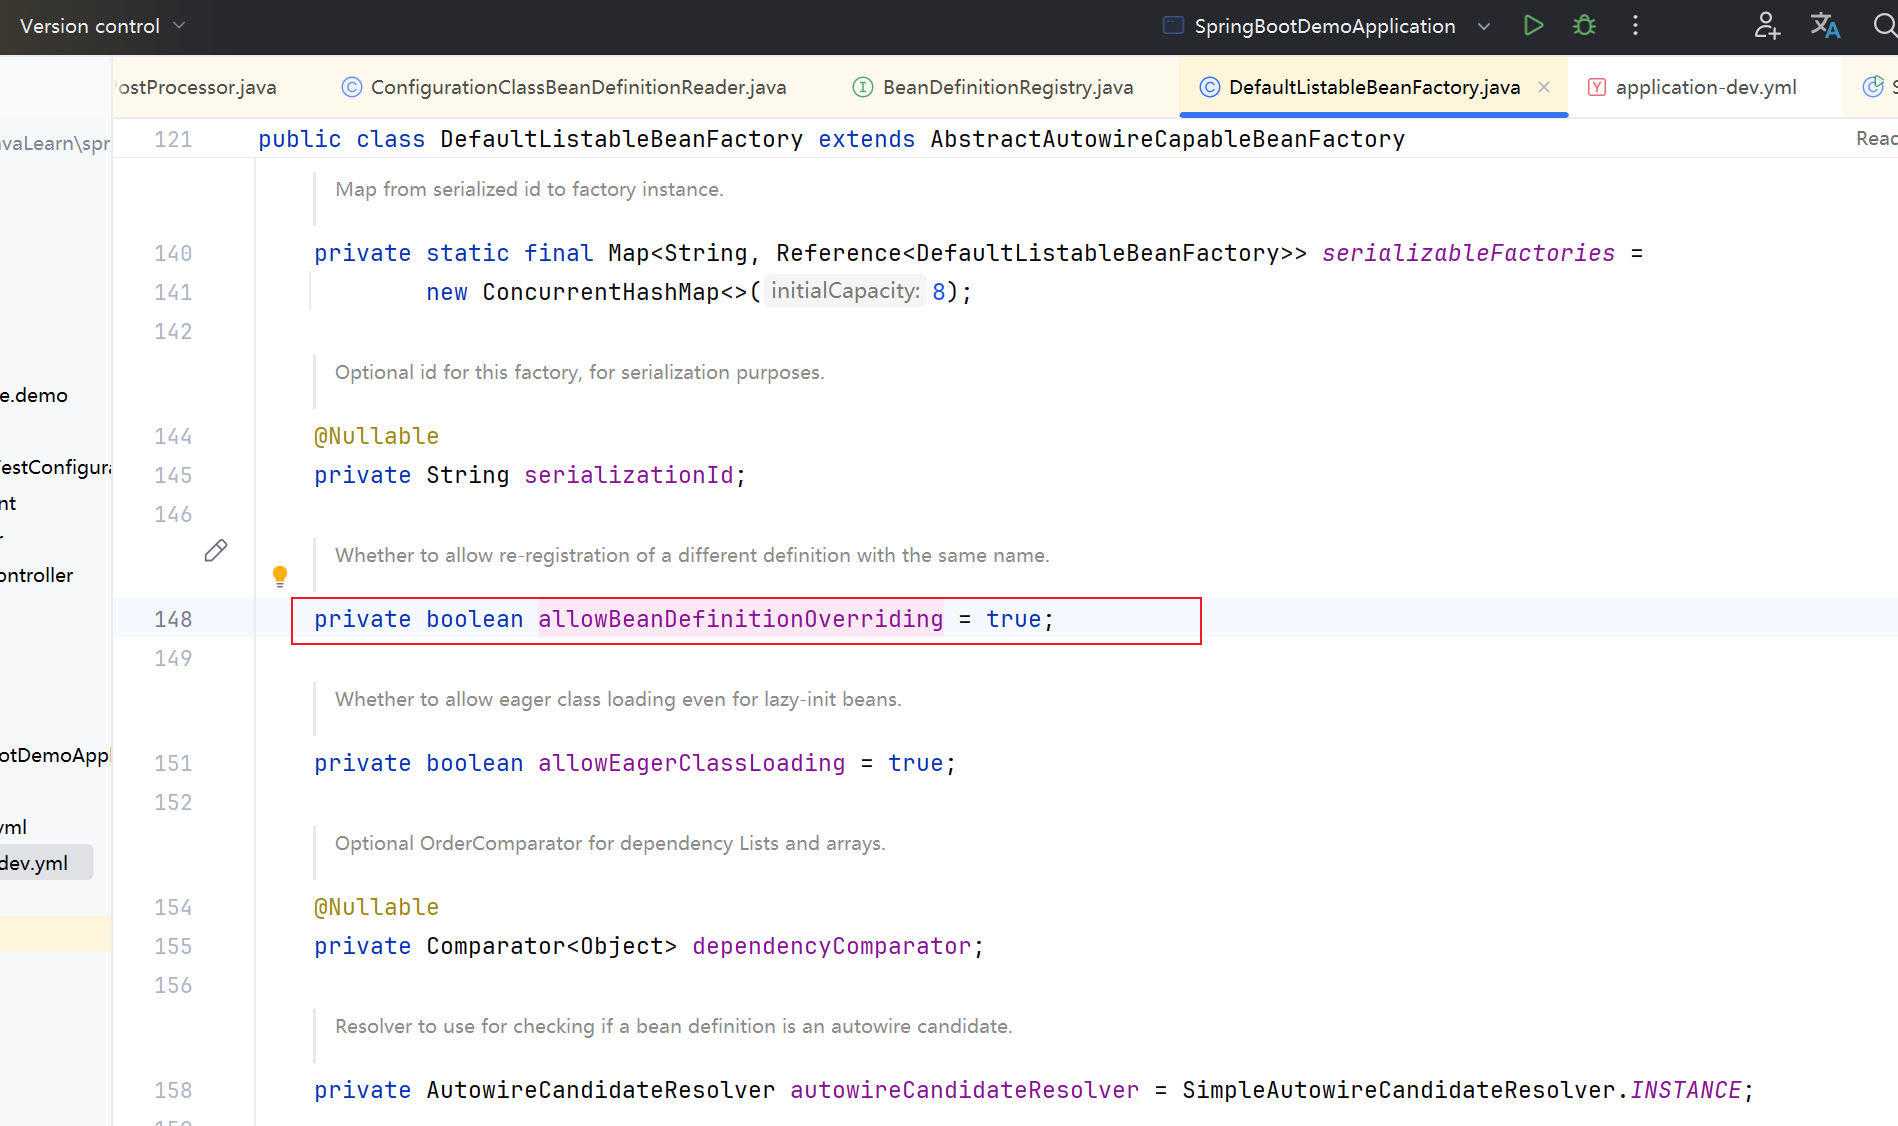 Version control
SpringBootDemoApplication
ostProcessor.java
ConfigurationClassBeanDefinitionReader.java
BeanDefinitionRegistry.java
DefaultListableBeanFactory.java
application-dev.yml
S
vaLearn\spr
e.demo
estConfigura
nt
r
ontroller
otDemoAppl
yml
dev.yml
121 public class DefaultListableBeanFactory extends AbstractAutowireCapableBeanFactory
Read
Map from serialized id to factory instance.
140 private static final Map<String, Reference<DefaultListableBeanFactory>> serializableFactories =
141 new ConcurrentHashMap<>( initialCapacity: 8);
142
Optional id for this factory, for serialization purposes.
144 @Nullable
145 private String serializationId;
146
Whether to allow re-registration of a different definition with the same name.
148 private boolean allowBeanDefinitionOverriding = true;
149
Whether to allow eager class loading even for lazy-init beans.
151 private boolean allowEagerClassLoading = true;
152
Optional OrderComparator for dependency Lists and arrays.
154 @Nullable
155 private Comparator<Object> dependencyComparator;
156
Resolver to use for checking if a bean definition is an autowire candidate.
158 private AutowireCandidateResolver autowireCandidateResolver = SimpleAutowireCandidateResolver.INSTANCE;